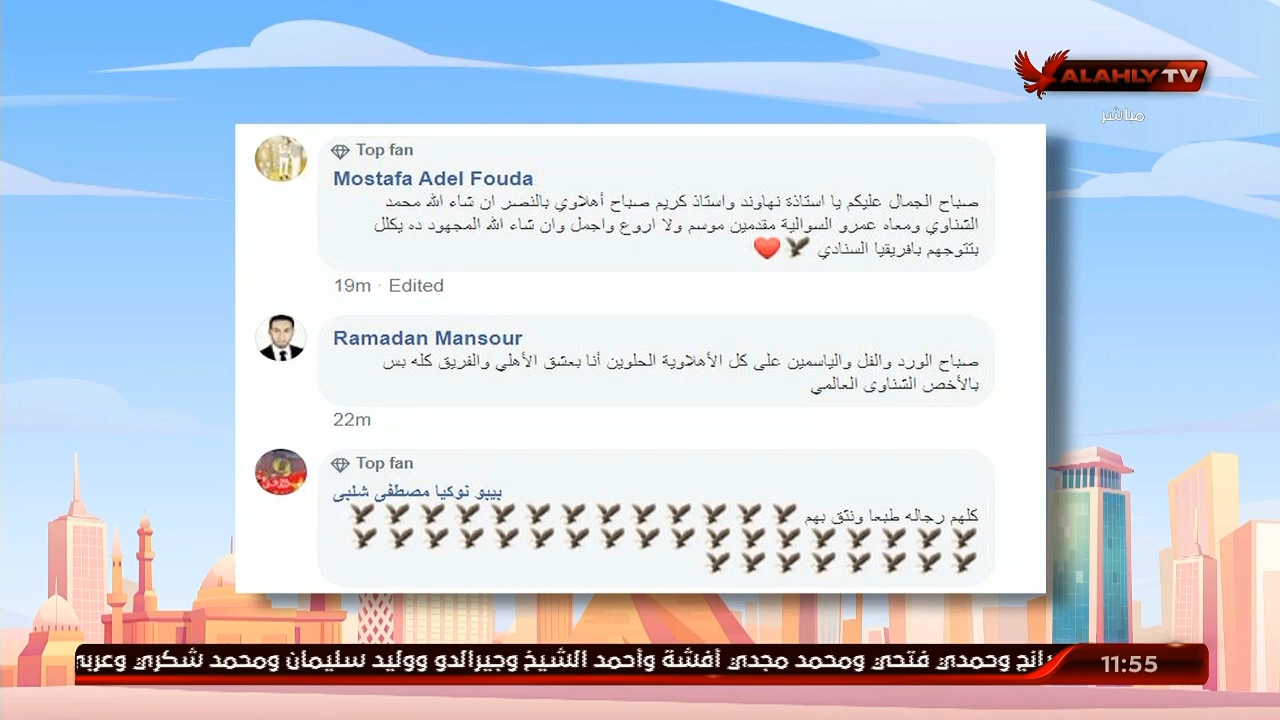 ALAHLY TV
مباشر
Top fan
Mostafa Adel Fouda
صباح الجمال عليكم يا استاذة نهاوند واستاذ كريم صباح أهلاوي بالنصر ان شاء الله محمد
الشناوي ومعاه عمرو السوالية مقدمين موسم ولا اروع واجمل وان شاء الله المجهود ده يكلل
بتتوجهم بافريقيا السنادي 🦅❤️
19m · Edited
Ramadan Mansour
صباح الورد والفل والياسمين على كل الأهلاوية الحلوين أنا بعشق الأهلي والفريق كله بس
بالأخص الشناوى العالمي
22m
Top fan
بيبو نوكيا مصطفى شلبى
كلهم رجاله طبعا ونثق بهم 🦅🦅🦅🦅🦅🦅🦅🦅🦅🦅🦅🦅🦅
🦅🦅🦅🦅🦅🦅🦅🦅🦅🦅🦅🦅🦅🦅🦅🦅🦅🦅
🦅🦅🦅🦅🦅🦅🦅🦅
وحمدي فتحي ومحمد مجدي أفشة وأحمد الشيخ وجيرالدو ووليد سليمان ومحمد شكري
11:55